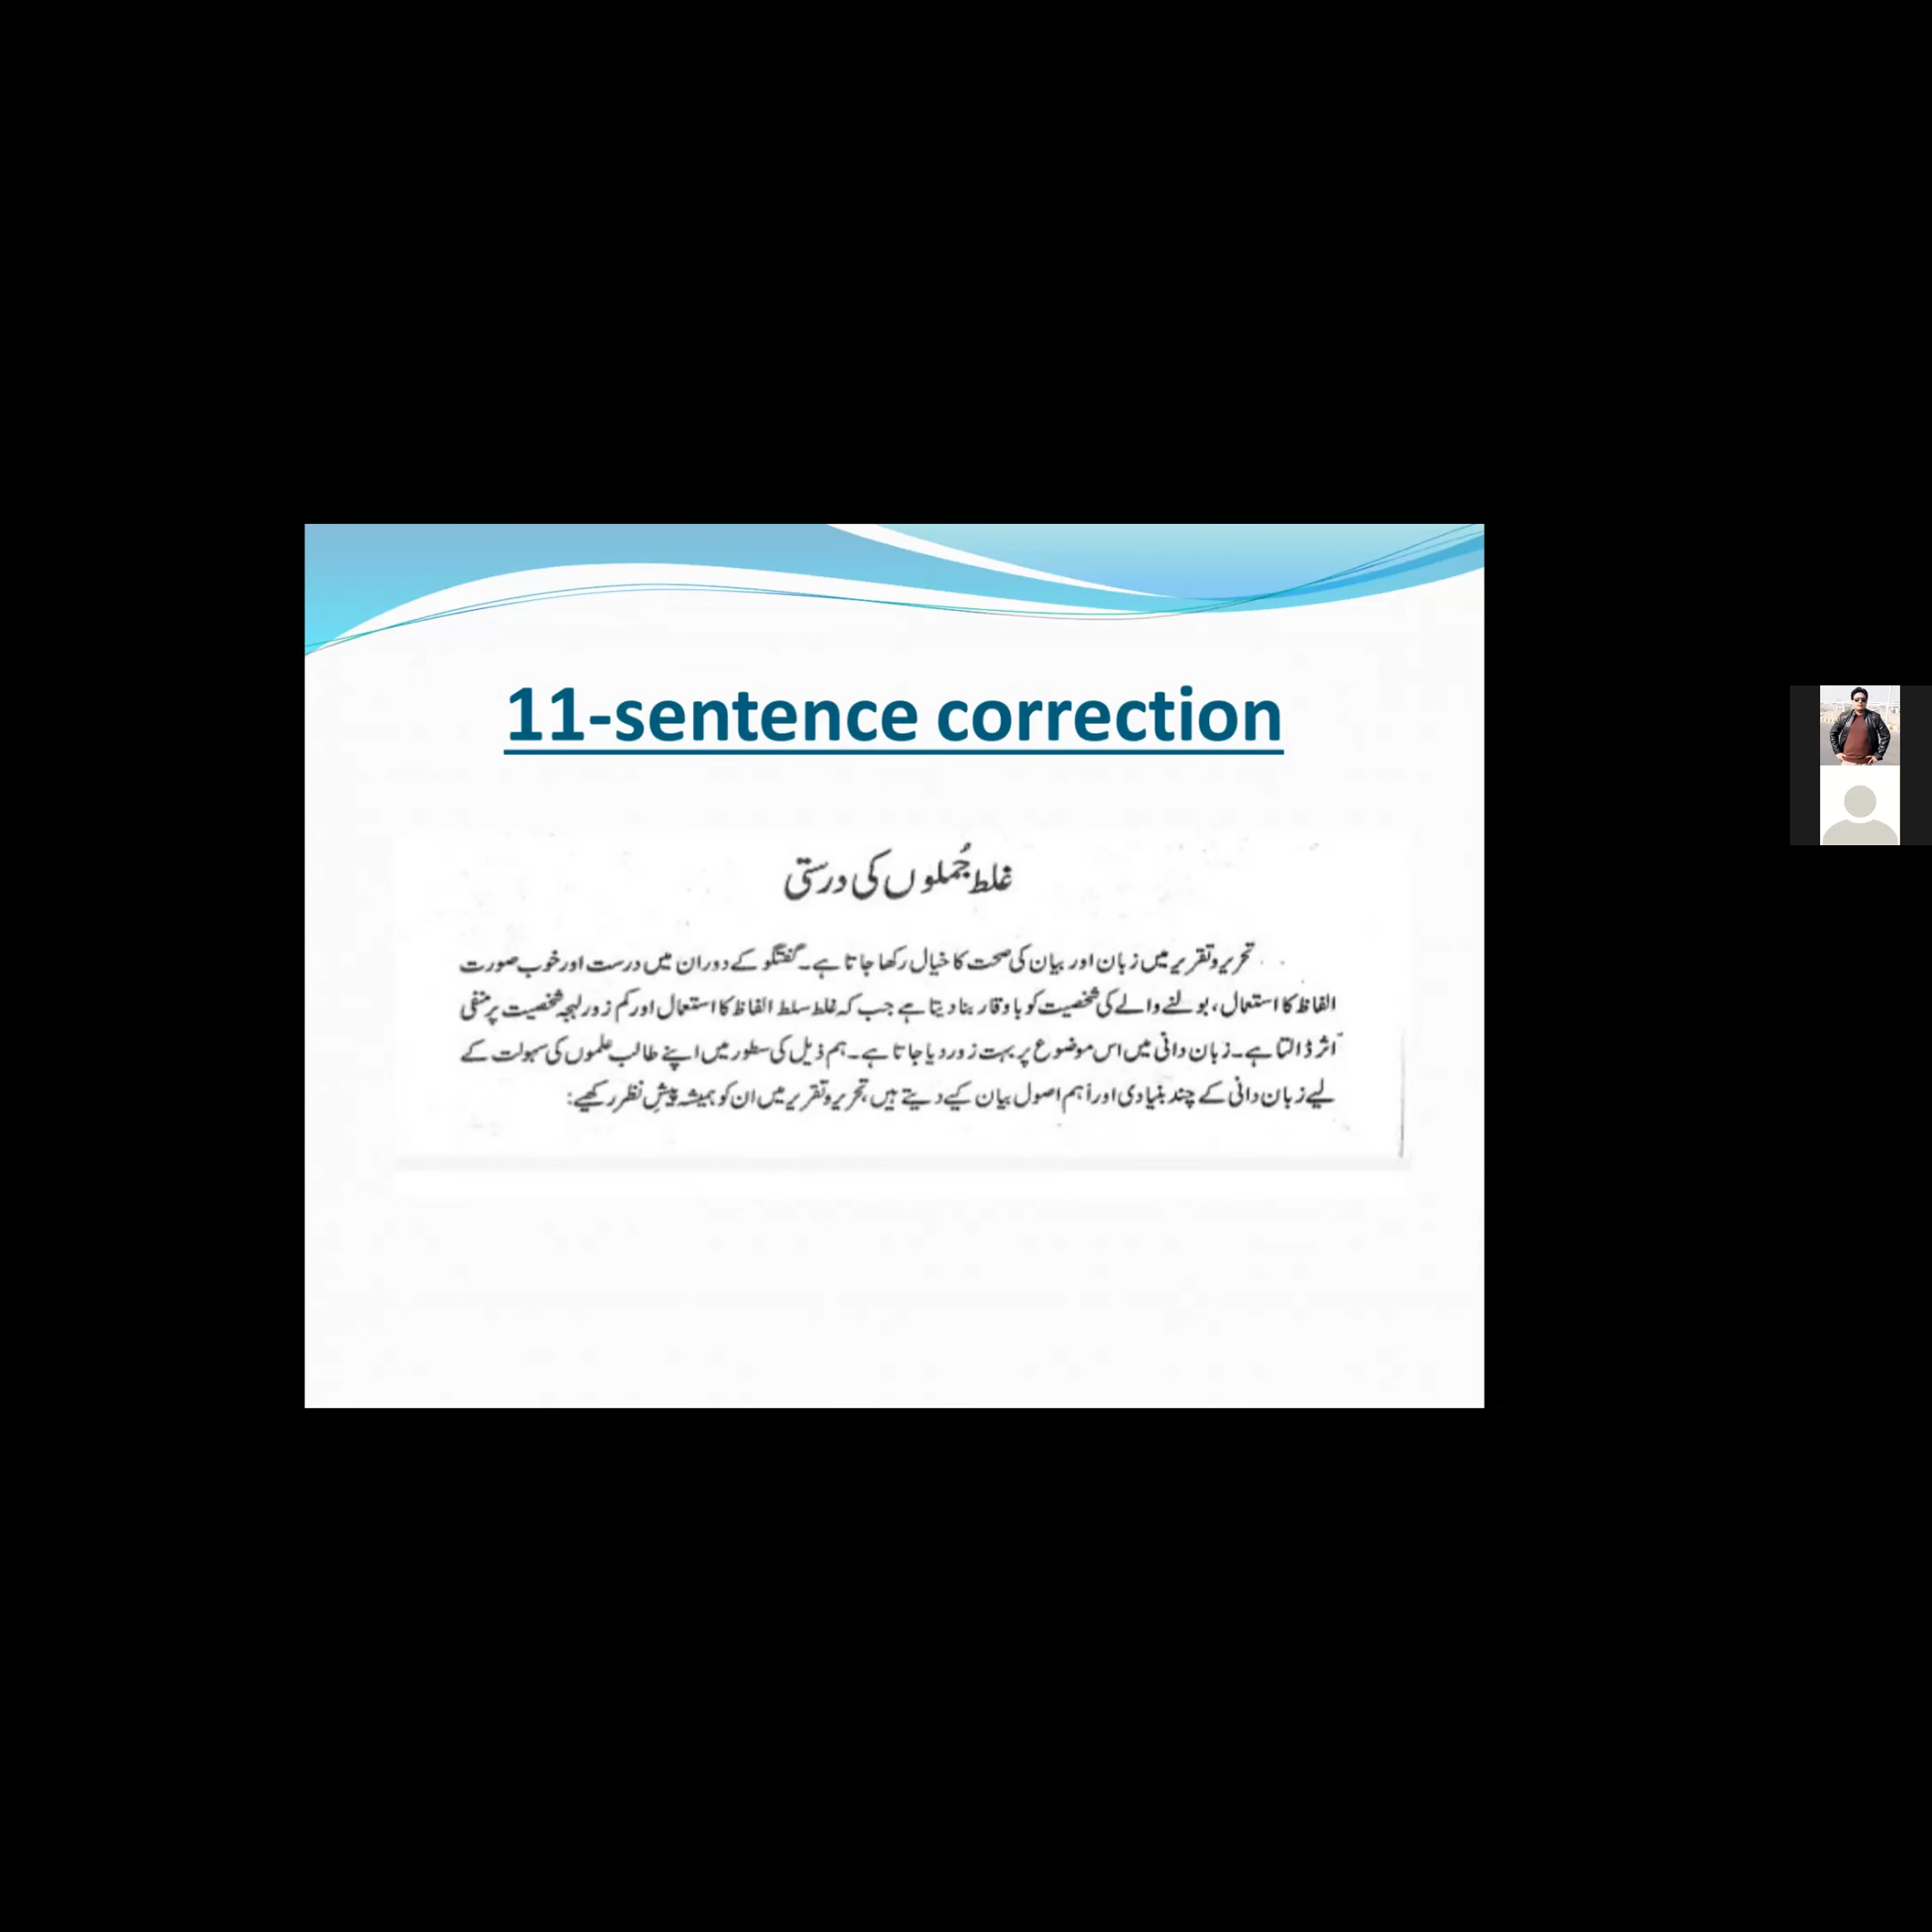 11-sentence correction
غلط جُملوں کی درستی
تحریر و تقریر میں زبان اور بیان کی صحت کا خیال رکھا جاتا ہے۔ گفتگو کے دوران میں درست اور خوب صورت
الفاظ کا استعمال، بولنے والے کی شخصیت کو باوقار بنا دیتا ہے جب کہ غلط سلط الفاظ کا استعمال اور کم زور لہجہ شخصیت پر منفی
اثر ڈالتا ہے۔ زبان دانی میں اس موضوع پر بہت زور دیا جاتا ہے۔ ہم ذیل کی سطور میں اپنے طالب علموں کی سہولت کے
لیے زبان دانی کے چند بنیادی اور اہم اصول بیان کیے دیتے ہیں، تحریر و تقریر میں ان کو ہمیشہ پیشِ نظر رکھیے: